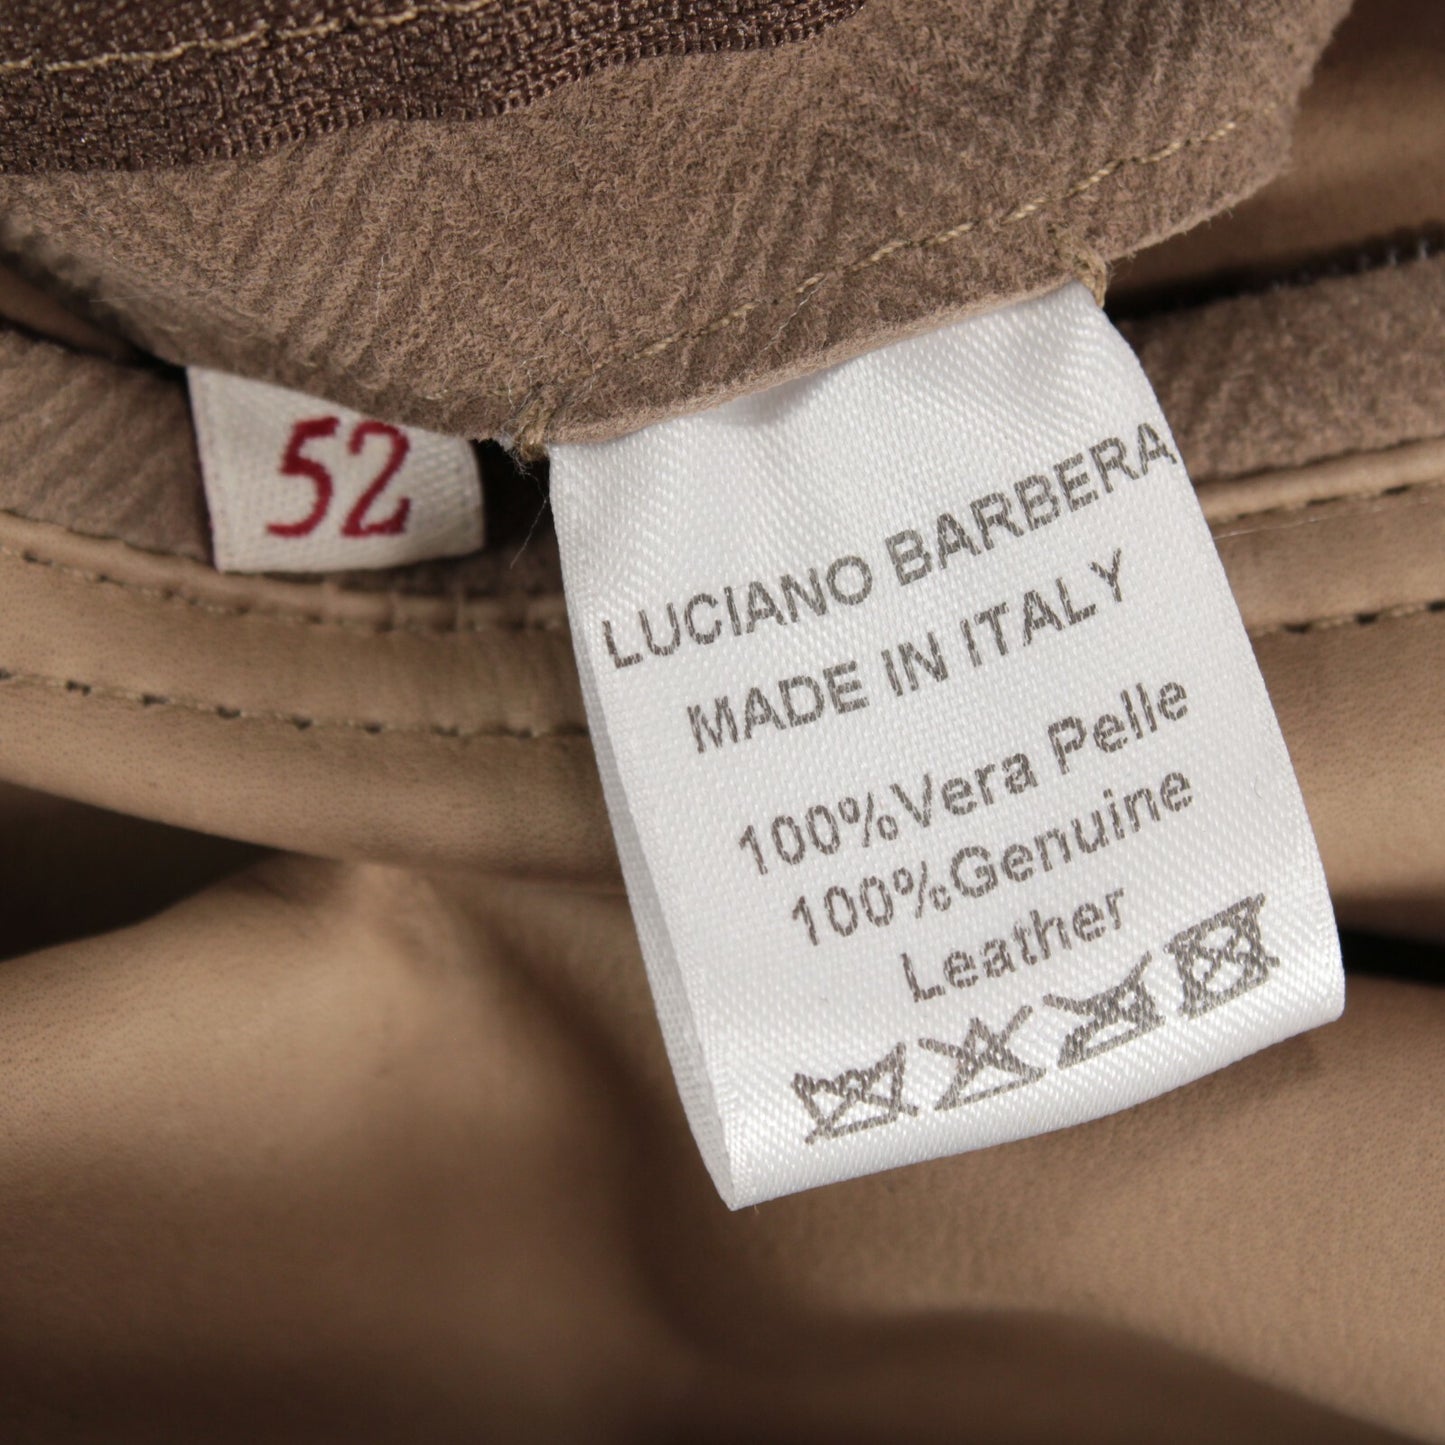 52
LUCIANO BARBERA
MADE IN ITALY
100%Vera Pelle
100%Genuine
Leather